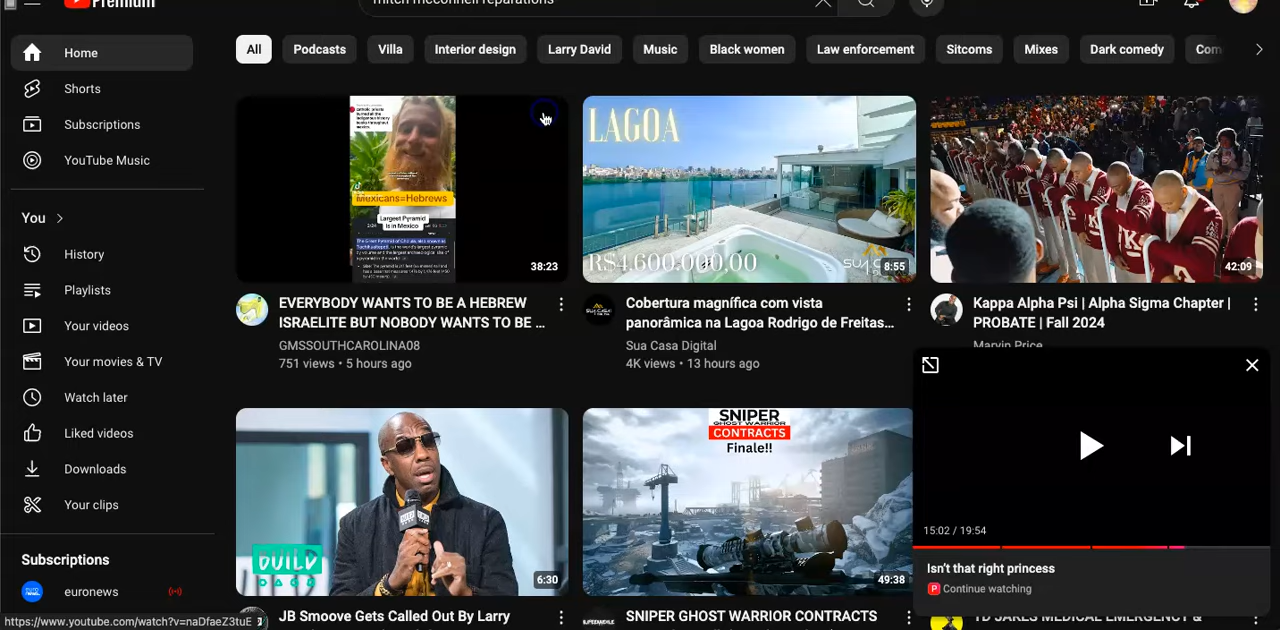 Premium
mitch mcconnell reparations
Home
Shorts
Subscriptions
YouTube Music
You
History
Playlists
Your videos
Your movies & TV
Watch later
Liked videos
Downloads
Your clips
Subscriptions
euronews
All
Podcasts
Villa
Interior design
Larry David
Music
Black women
Law enforcement
Sitcoms
Mixes
Dark comedy
Com
Mexicans=Hebrews
Largest Pyramid
is in Mexico
38:23
EVERYBODY WANTS TO BE A HEBREW
ISRAELITE BUT NOBODY WANTS TO BE ...
GMSSOUTHCAROLINA08
751 views • 5 hours ago
LAGOA
R$4.600.000,00
8:55
Cobertura magnífica com vista
panorâmica na Lagoa Rodrigo de Freitas...
Sua Casa Digital
4K views • 13 hours ago
42:09
Kappa Alpha Psi | Alpha Sigma Chapter |
PROBATE | Fall 2024
Marvin Price
BUILD
6:30
JB Smoove Gets Called Out By Larry
SNIPER
GHOST WARRIOR
CONTRACTS
Finale!!
49:38
SNIPER GHOST WARRIOR CONTRACTS
15:02 / 19:54
Isn't that right princess
Continue watching
TD JAKES MEDICAL EMERGENCY &
https://www.youtube.com/watch?v=naDfaeZ3tuE